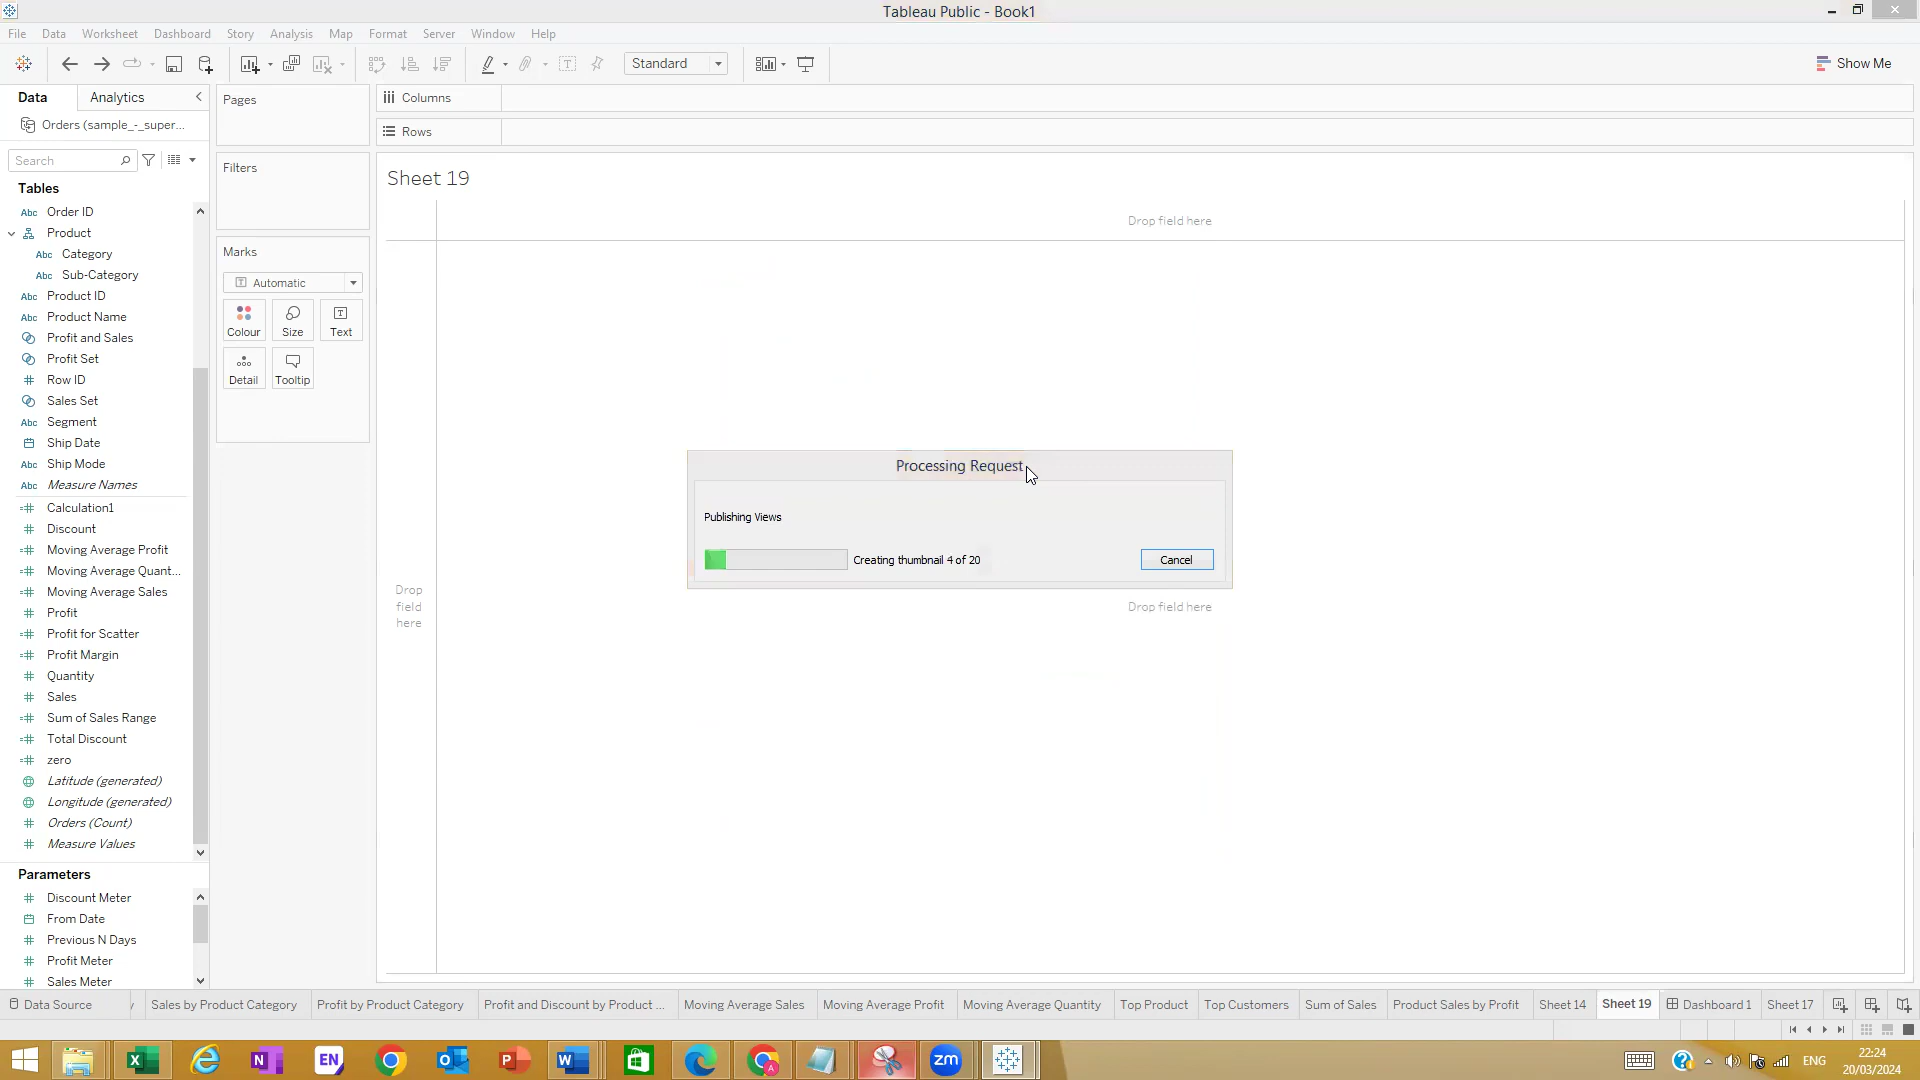 Tableau Public - Book1
File Data Worksheet Dashboard Story Analysis Map Format Server Window Help
Standard
Show Me
Data Analytics
Orders (sample_-_super...
Search
Tables
Abc Order ID
Product
Abc Category
Abc Sub-Category
Abc Product ID
Abc Product Name
Profit and Sales
Profit Set
# Row ID
Sales Set
Abc Segment
Ship Date
Abc Ship Mode
Abc Measure Names
=# Calculation1
# Discount
=# Moving Average Profit
=# Moving Average Quant...
=# Moving Average Sales
# Profit
=# Profit for Scatter
=# Profit Margin
# Quantity
# Sales
=# Sum of Sales Range
=# Total Discount
=# zero
Latitude (generated)
Longitude (generated)
# Orders (Count)
# Measure Values
Parameters
# Discount Meter
From Date
# Previous N Days
# Profit Meter
# Sales Meter
Pages
Filters
Marks
Automatic
Colour Size Text
Detail Tooltip
Columns
Rows
Sheet 19
Drop field here
Drop
field
here
Drop field here
Processing Request
Publishing Views
Creating thumbnail 4 of 20
Cancel
Data Source Sales by Product Category Profit by Product Category Profit and Discount by Product ... Moving Average Sales Moving Average Profit Moving Average Quantity Top Product Top Customers Sum of Sales Product Sales by Profit Sheet 14 Sheet 19 Dashboard 1 Sheet 17
ENG
22:24
20/03/2024